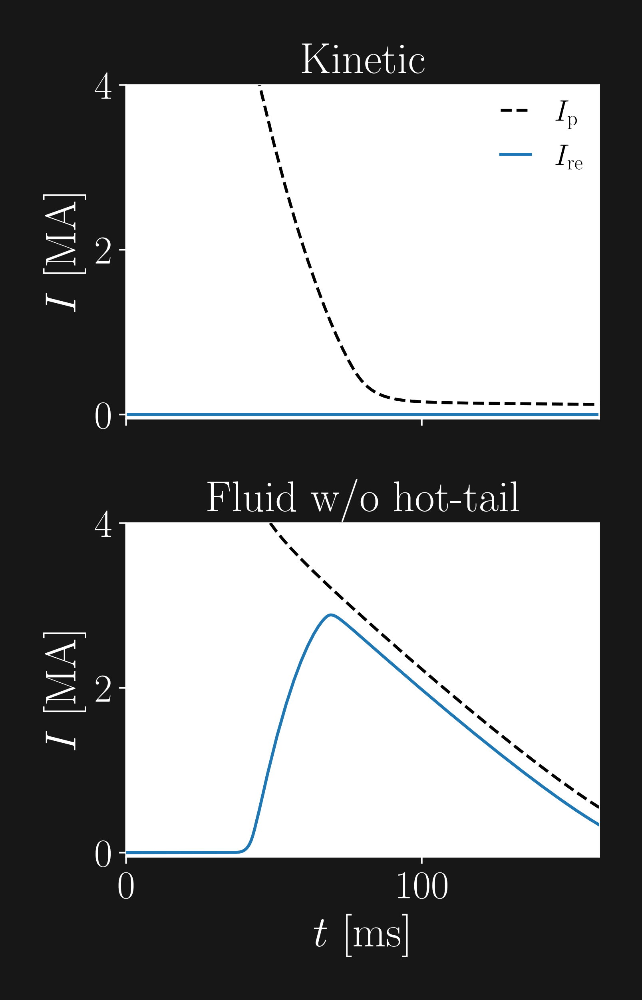 Kinetic
4
I [MA]
2
0
I_p
I_re
Fluid w/o hot-tail
4
I [MA]
2
0
0 100
t [ms]